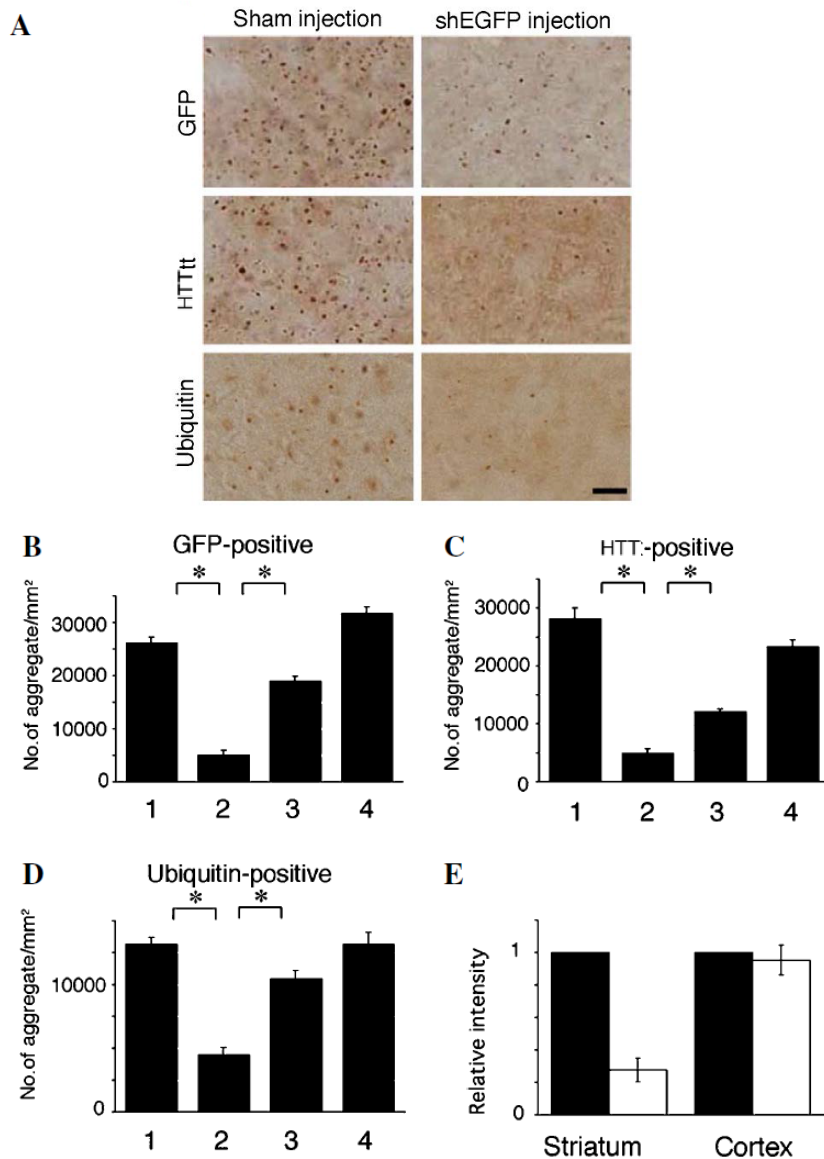 A
Sham injection shEGFP injection
GFP
HTTtt
Ubiquitin
B
GFP-positive
* *
No.of aggregate/mm²
30000
20000
10000
0
1 2 3 4
C
HTT:-positive
* *
No.of aggregate/mm²
30000
20000
10000
0
1 2 3 4
D
Ubiquitin-positive
* *
No.of aggregate/mm²
10000
0
1 2 3 4
E
Relative intensity
1
0
Striatum Cortex